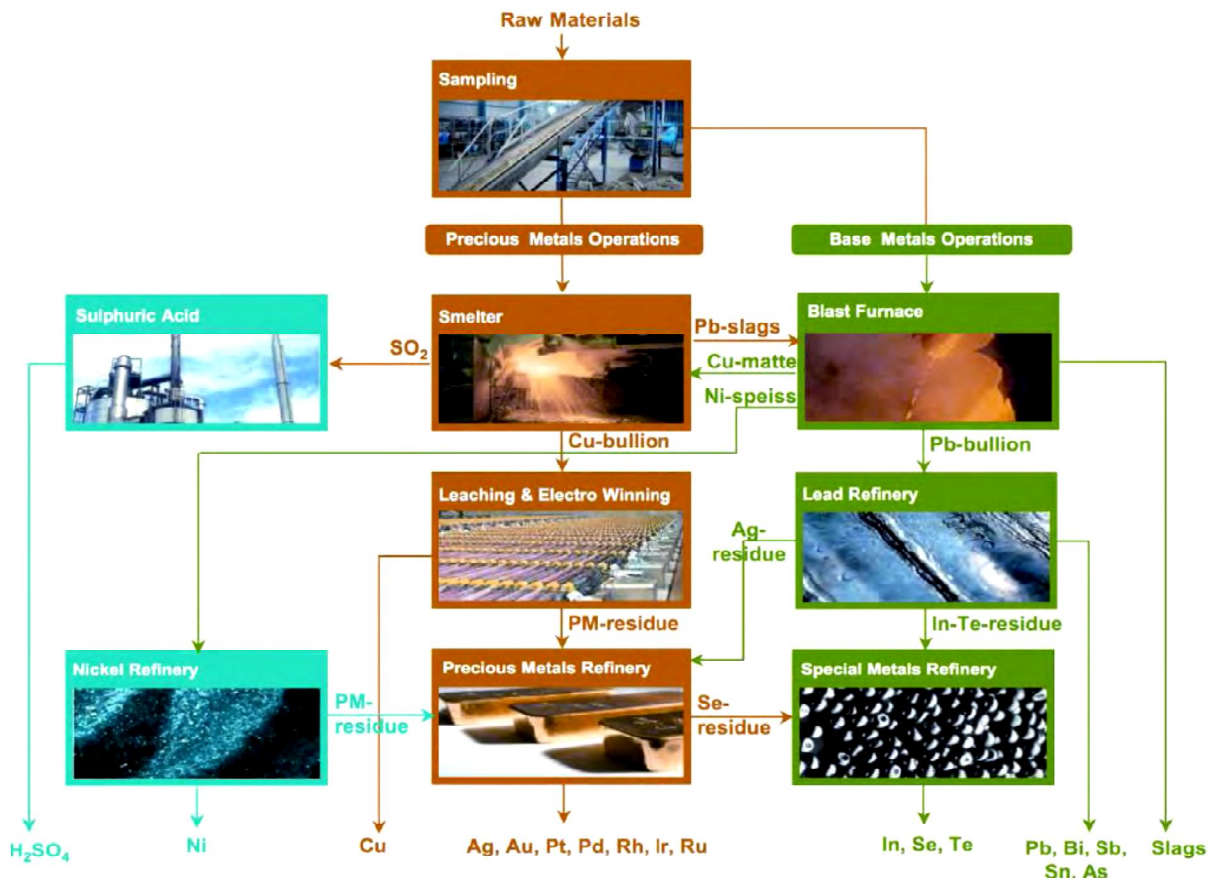 Raw Materials
Sampling
Precious Metals Operations
Base Metals Operations
Sulphuric Acid
Smelter
Blast Furnace
SO₂
Pb-slags
Cu-matte
Ni-speiss
Cu-bullion
Pb-bullion
Leaching & Electro Winning
Lead Refinery
Ag-
residue
PM-residue
In-Te-residue
Nickel Refinery
Precious Metals Refinery
Special Metals Refinery
PM-
residue
Se-
residue
H₂SO₄
Ni
Cu
Ag, Au, Pt, Pd, Rh, Ir, Ru
In, Se, Te
Pb, Bi, Sb,
Sn, As
Slags